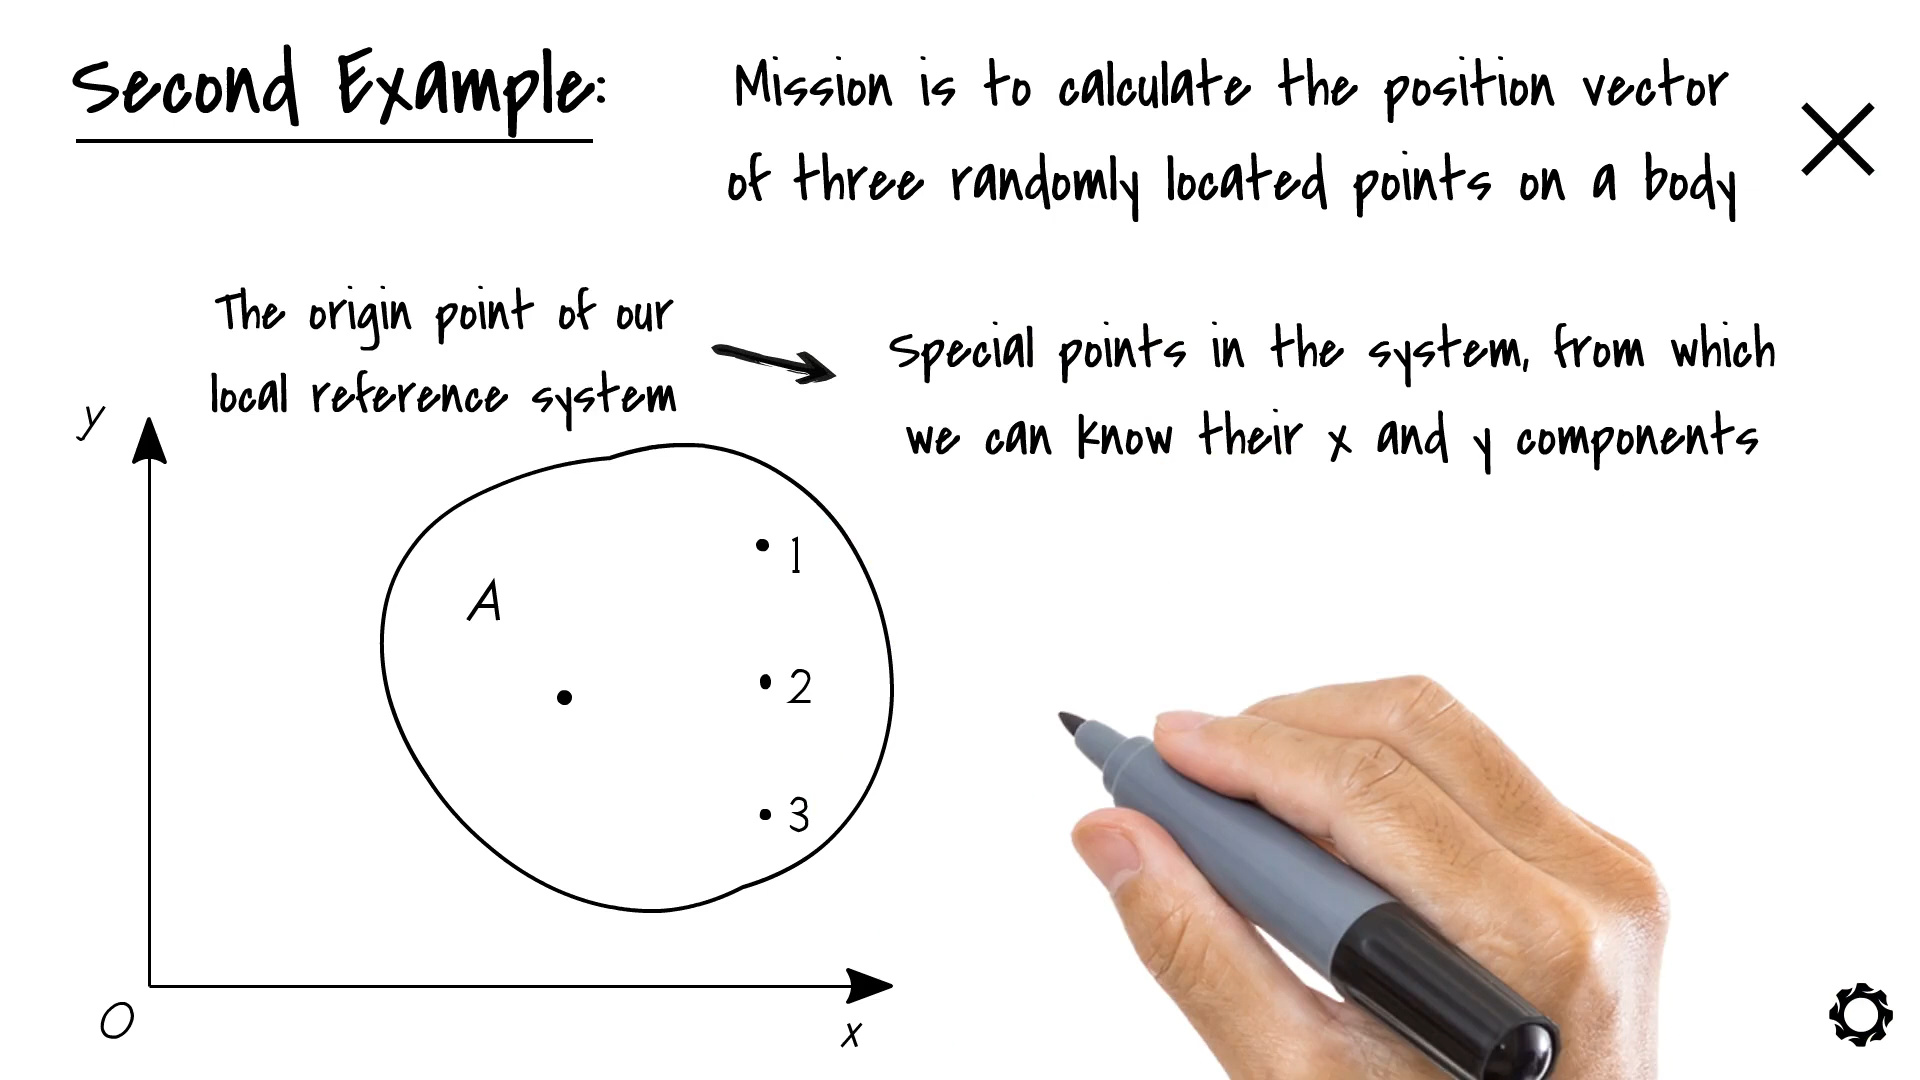 Second Example:
Mission is to calculate the position vector
of three randomly located points on a body
The origin point of our
local reference system
Special points in the system, from which
we can know their x and y components
y
1
A
2
3
O
x